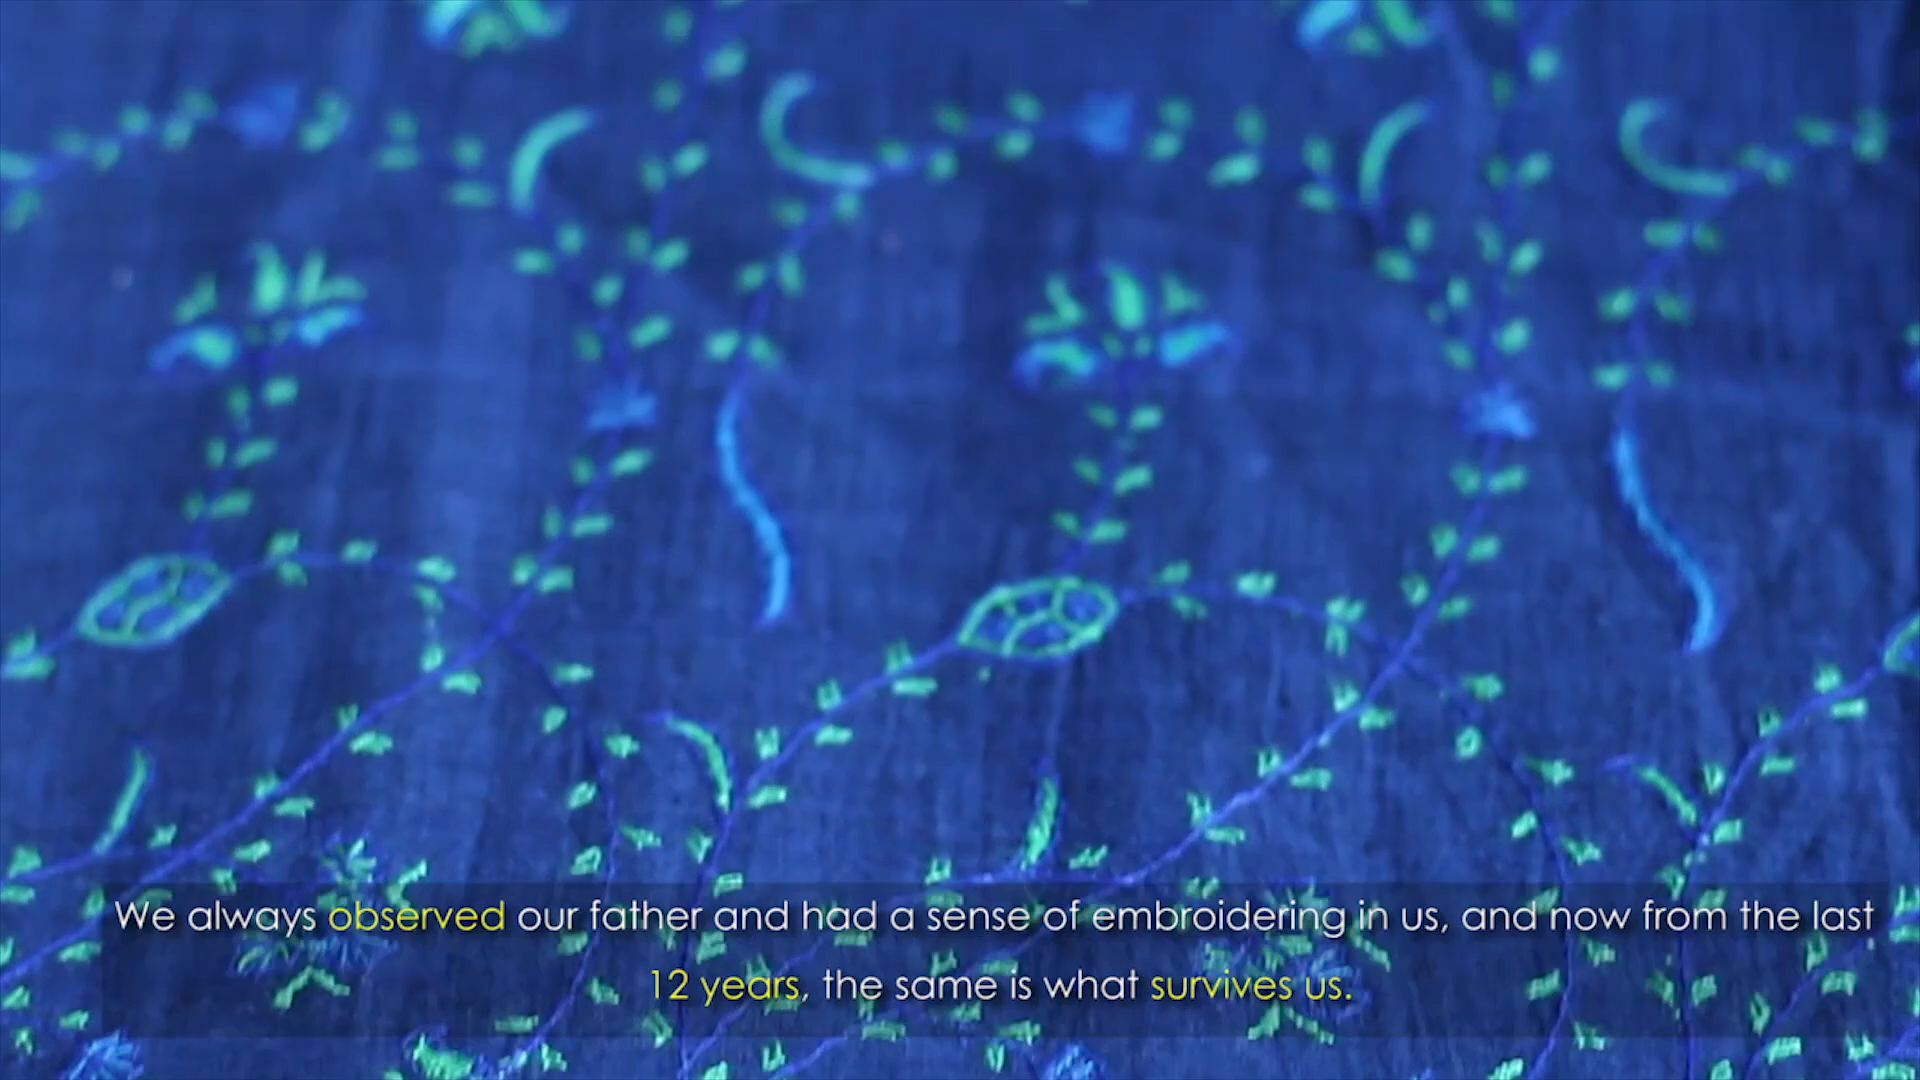 We always observed our father and had a sense of embroidering in us, and now from the last
12 years, the same is what survives us.